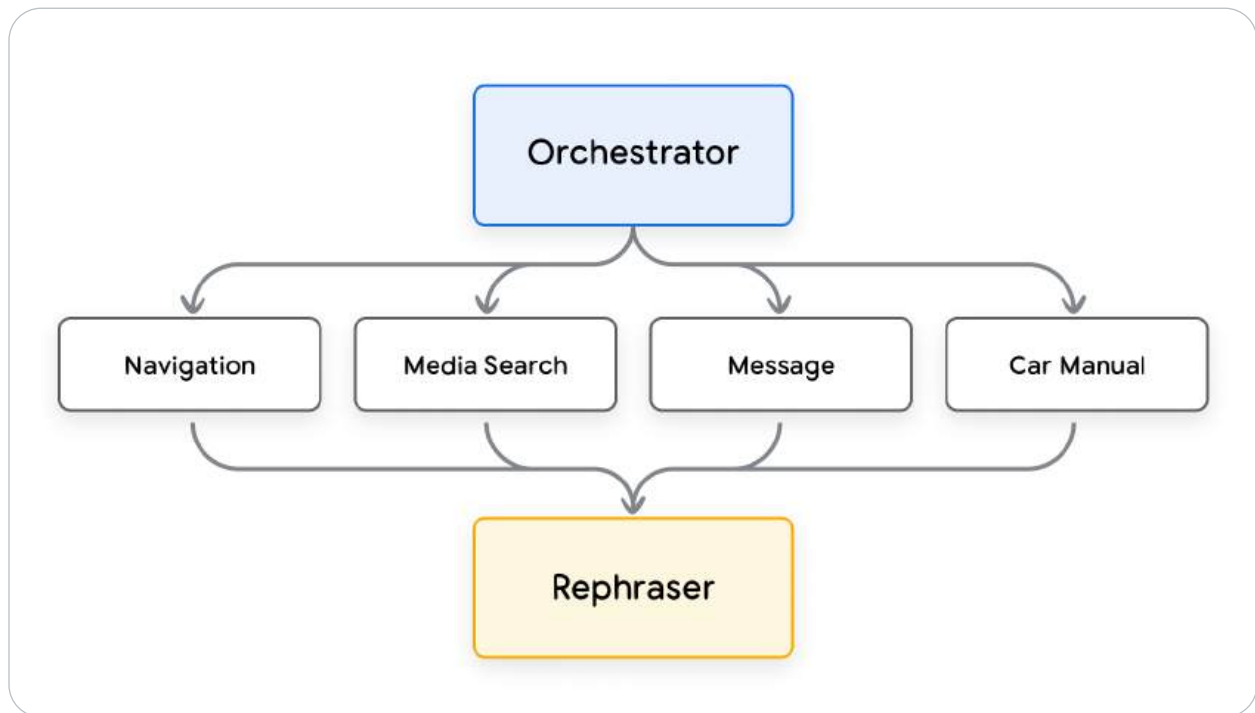 Orchestrator
Navigation
Media Search
Message
Car Manual
Rephraser